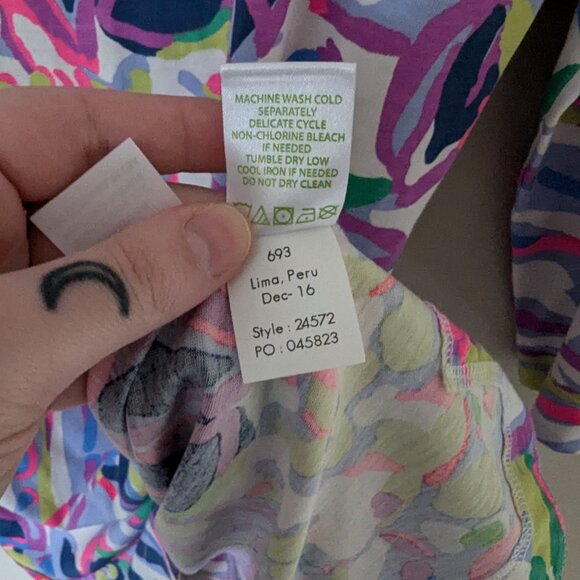 MACHINE WASH COLD
SEPARATELY
DELICATE CYCLE
NON-CHLORINE BLEACH
IF NEEDED
TUMBLE DRY LOW
COOL IRON IF NEEDED
DO NOT DRY CLEAN
693
Lima, Peru
Dec- 16
Style : 24572
PO : 045823